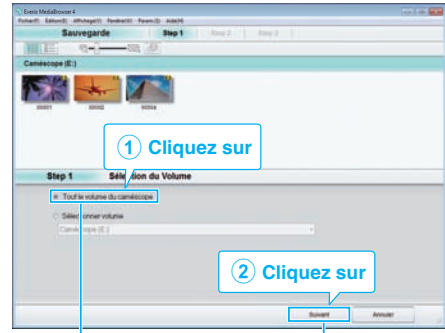 Everio MediaBrowser 4
Fichier(F) Edition(E) Affichage(V) Fenêtre(W) Param.(S) Aide(H)
Sauvegarde Step 1 Step 2 Step 3
Caméscope (E:)
00001 00002 00004
① Cliquez sur
Step 1 Sélection du Volume
Tout le volume du caméscope
Sélectionner volume
Caméscope (E:)
② Cliquez sur
Suivant Annuler